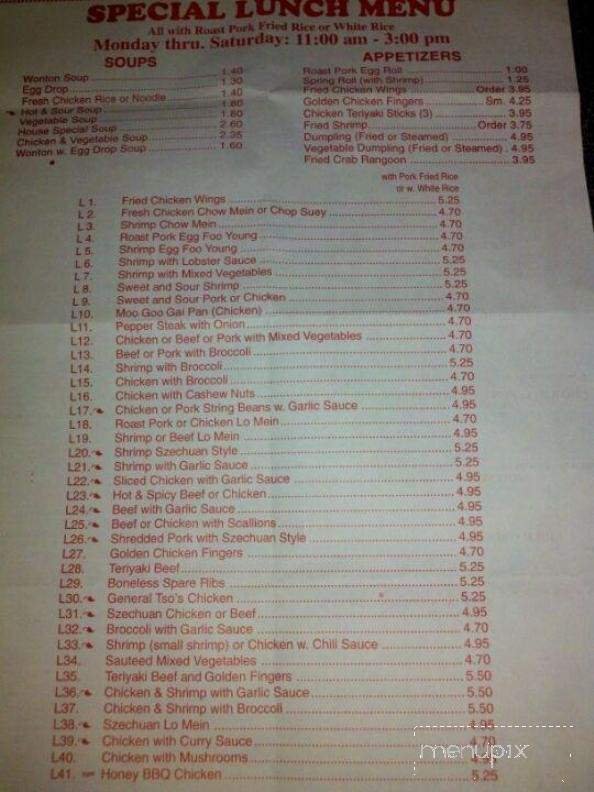 SPECIAL LUNCH MENU
All with Roast Pork Fried Rice or White Rice
Monday thru. Saturday: 11:00 am - 3:00 pm
SOUPS
Wonton Soup 1.40
Egg Drop 1.30
Fresh Chicken Rice or Noodle 1.40
Hot & Sour Soup 1.80
Vegetable Soup 1.80
House Special Soup 2.60
Chicken & Vegetable Soup 2.35
Wonton w. Egg Drop Soup 1.60
APPETIZERS
Roast Pork Egg Roll 1.00
Spring Roll (with Shrimp) 1.25
Fried Chicken Wings Order 3.95
Golden Chicken Fingers Sm. 4.25
Chicken Teriyaki Sticks (3) 3.95
Fried Shrimp Order 3.75
Dumpling (Fried or Steamed) 4.95
Vegetable Dumpling (Fried or Steamed) 4.95
Fried Crab Rangoon 3.95
with Pork Fried Rice
or w. White Rice
L 1. Fried Chicken Wings 5.25
L 2. Fresh Chicken Chow Mein or Chop Suey 4.70
L 3. Shrimp Chow Mein 4.70
L 4. Roast Pork Egg Foo Young 4.70
L 5. Shrimp Egg Foo Young 4.70
L 6. Shrimp with Lobster Sauce 5.25
L 7. Shrimp with Mixed Vegetables 5.25
L 8. Sweet and Sour Shrimp 5.25
L 9. Sweet and Sour Pork or Chicken 4.70
L10. Moo Goo Gai Pan (Chicken) 4.70
L11. Pepper Steak with Onion 4.70
L12. Chicken or Beef or Pork with Mixed Vegetables 4.70
L13. Beef or Pork with Broccoli 4.70
L14. Shrimp with Broccoli 5.25
L15. Chicken with Broccoli 4.70
L16. Chicken with Cashew Nuts 4.95
L17. Chicken or Pork String Beans w. Garlic Sauce 4.95
L18. Roast Pork or Chicken Lo Mein 4.70
L19. Shrimp or Beef Lo Mein 4.95
L20. Shrimp Szechuan Style 5.25
L21. Shrimp with Garlic Sauce 5.25
L22. Sliced Chicken with Garlic Sauce 4.95
L23. Hot & Spicy Beef or Chicken 4.95
L24. Beef with Garlic Sauce 4.95
L25. Beef or Chicken with Scallions 4.95
L26. Shredded Pork with Szechuan Style 4.95
L27. Golden Chicken Fingers 4.70
L28. Teriyaki Beef 5.25
L29. Boneless Spare Ribs 5.25
L30. General Tso's Chicken 5.25
L31. Szechuan Chicken or Beef 4.95
L32. Broccoli with Garlic Sauce 4.70
L33. Shrimp (small shrimp) or Chicken w. Chili Sauce 4.95
L34. Sauteed Mixed Vegetables 4.70
L35. Teriyaki Beef and Golden Fingers 5.50
L36. Chicken & Shrimp with Garlic Sauce 5.50
L37. Chicken & Shrimp with Broccoli 5.50
L38. Szechuan Lo Mein 4.95
L39. Chicken with Curry Sauce 4.70
L40. Chicken with Mushrooms
L41. Honey BBQ Chicken 5.25
menupix